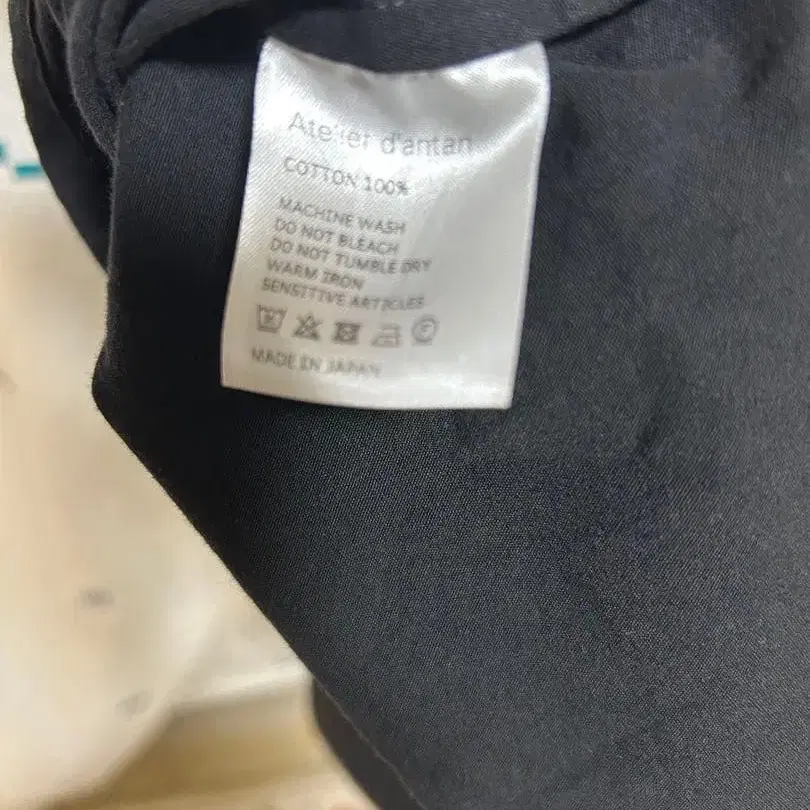 Atelier d'antan
COTTON 100%
MACHINE WASH
DO NOT BLEACH
DO NOT TUMBLE DRY
WARM IRON
SENSITIVE ARTICLES
MADE IN JAPAN